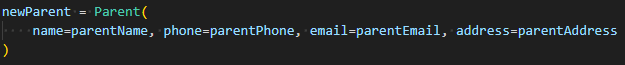 newParent = Parent(
    name=parentName, phone=parentPhone, email=parentEmail, address=parentAddress
)